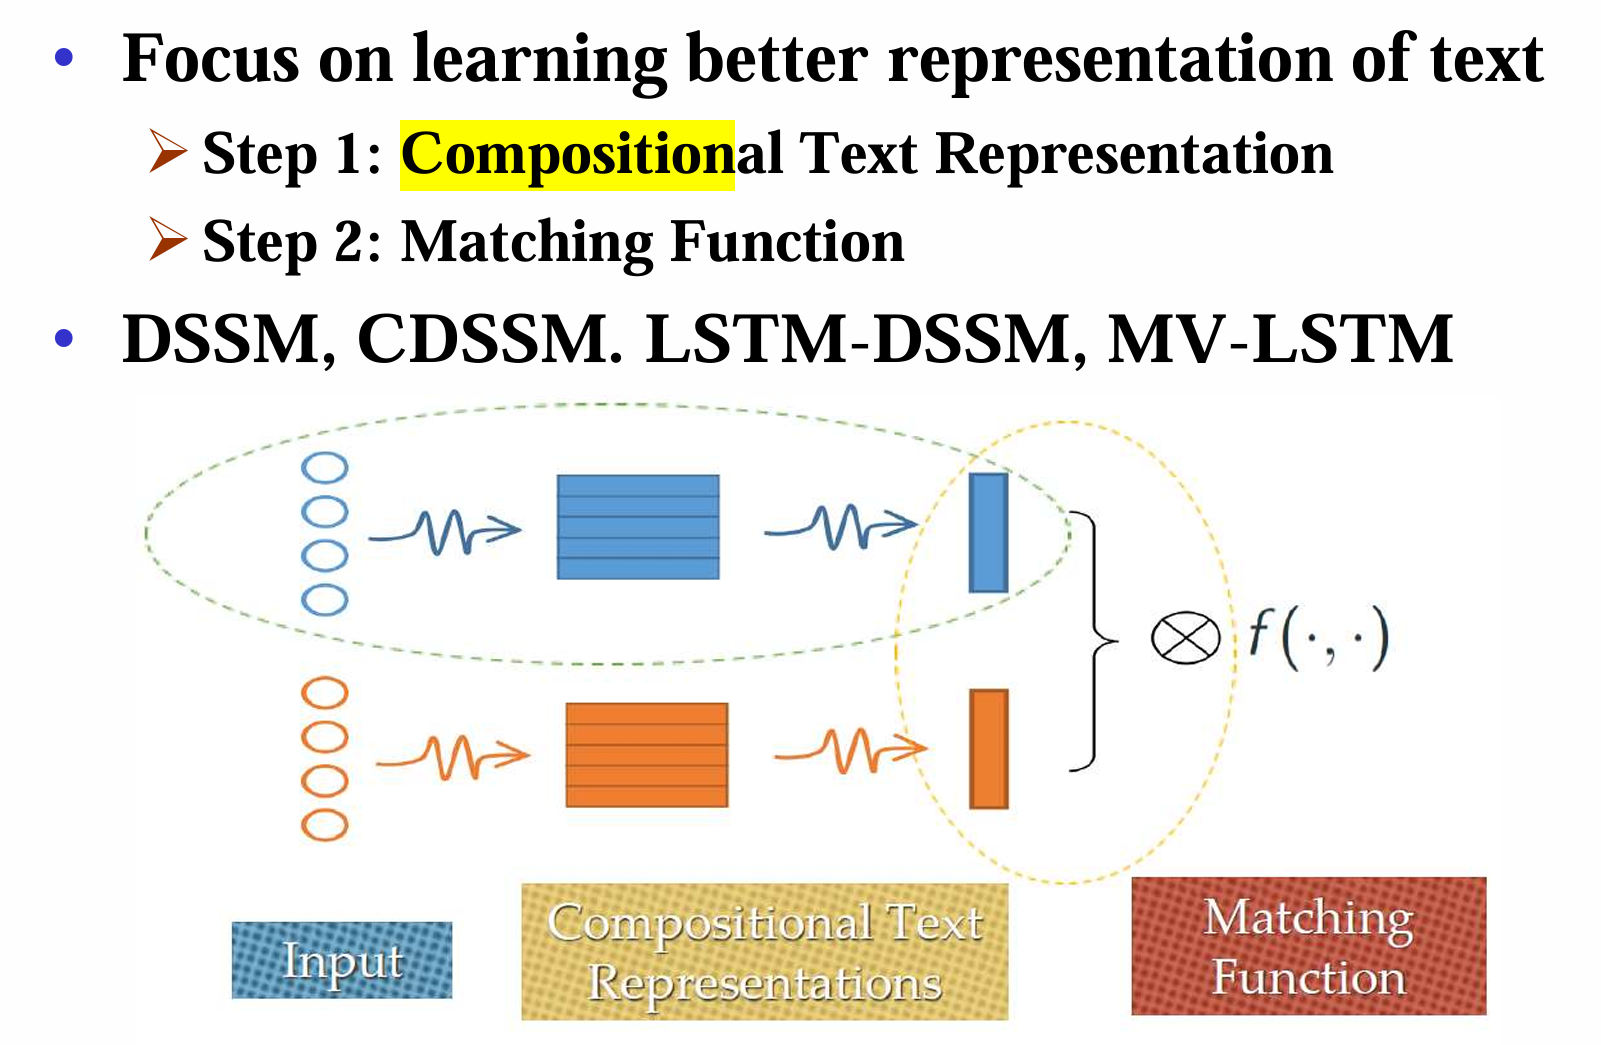 • Focus on learning better representation of text
➢ Step 1: Compositional Text Representation
➢ Step 2: Matching Function
• DSSM, CDSSM. LSTM-DSSM, MV-LSTM
⊗ f(·,·)
Input
Compositional Text
Representations
Matching
Function